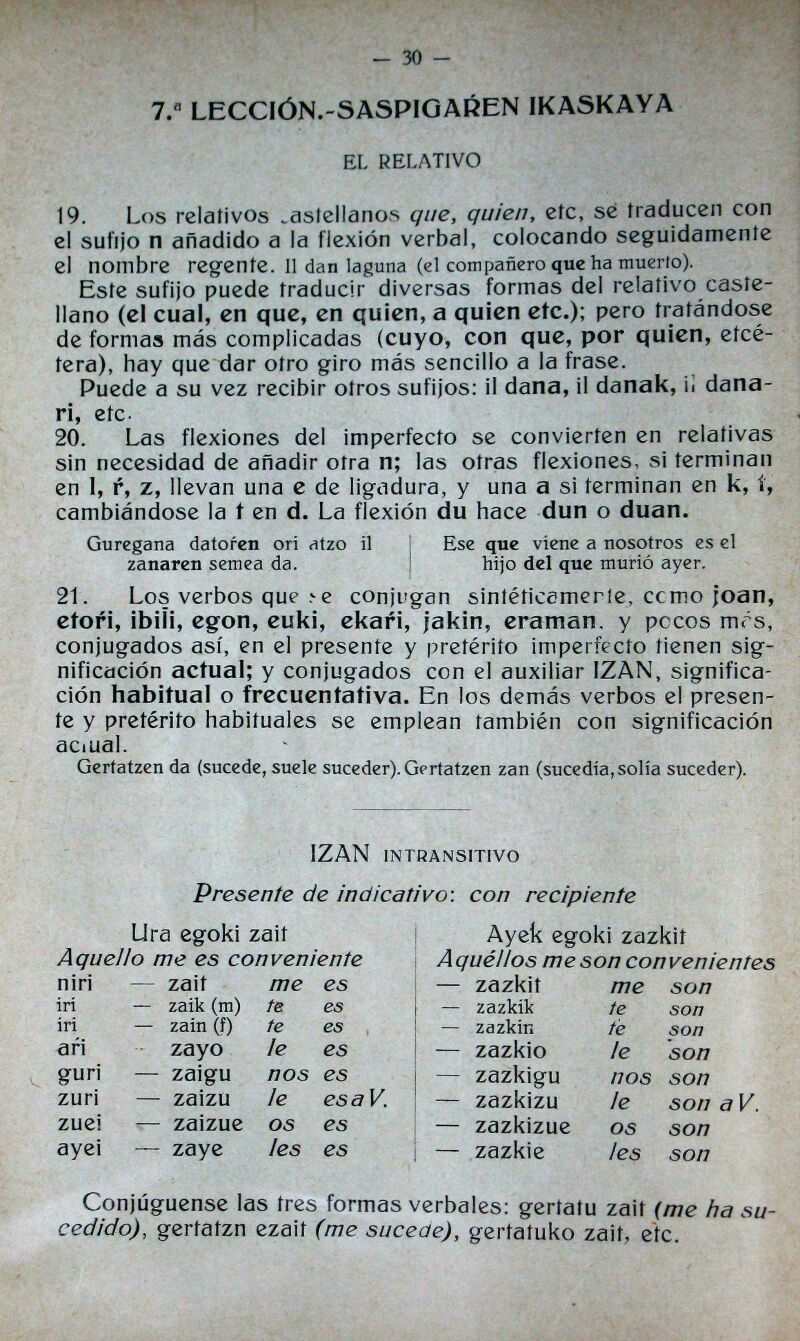 — 30 —
7.ª LECCIÓN.-SASPIGAŔEN IKASKAYA
EL RELATIVO
19. Los relativos .astellanos que, quien, etc, se traducen con
el sufijo n añadido a la flexión verbal, colocando seguidamente
el nombre regente. Il dan laguna (el compañero que ha muerto).
Este sufijo puede traducir diversas formas del relativo caste-
llano (el cual, en que, en quien, a quien etc.); pero tratándose
de formas más complicadas (cuyo, con que, por quien, etcé-
tera), hay que dar otro giro más sencillo a la frase.
Puede a su vez recibir otros sufijos: il dana, il danak, il dana-
ri, etc.
20. Las flexiones del imperfecto se convierten en relativas
sin necesidad de añadir otra n; las otras flexiones, si terminan
en l, ŕ, z, llevan una e de ligadura, y una a si terminan en k, t,
cambiándose la t en d. La flexión du hace dun o duan.
Guregana datoŕen ori atzo il
zanaren semea da.
Ese que viene a nosotros es el
hijo del que murió ayer.
21. Los verbos que se conjugan sintéticamente, como joan,
etoŕi, ibili, egon, euki, ekaŕi, jakin, eraman. y pocos más,
conjugados así, en el presente y pretérito imperfecto tienen sig-
nificación actual; y conjugados con el auxiliar IZAN, significa-
ción habitual o frecuentativa. En los demás verbos el presen-
te y pretérito habituales se emplean también con significación
actual.
Gertatzen da (sucede, suele suceder). Gertatzen zan (sucedía, solía suceder).
IZAN INTRANSITIVO
Presente de indicativo: con recipiente
Ura egoki zait
Aquello me es conveniente
niri — zait me es
iri — zaik (m) te es
iri — zain (f) te es
aŕi - zayo le es
guri — zaigu nos es
zuri — zaizu le es a V.
zuei — zaizue os es
ayei — zaye les es
Ayek egoki zazkit
Aquéllos me son convenientes
— zazkit me son
— zazkik te son
— zazkin te son
— zazkio le son
— zazkigu nos son
— zazkizu le son a V.
— zazkizue os son
— zazkie les son
Conjúguense las tres formas verbales: gertatu zait (me ha su-
cedido), gertatzn ezait (me sucede), gertatuko zait, etc.